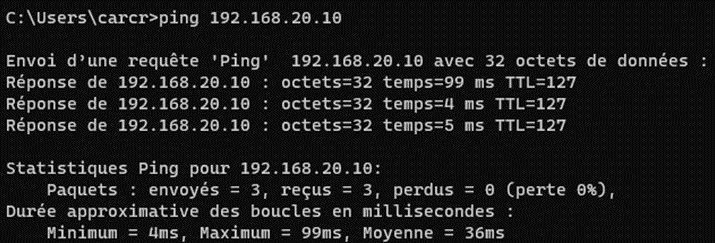 C:\Users\carcr>ping 192.168.20.10
Envoi d’une requête 'Ping'  192.168.20.10 avec 32 octets de données :
Réponse de 192.168.20.10 : octets=32 temps=99 ms TTL=127
Réponse de 192.168.20.10 : octets=32 temps=4 ms TTL=127
Réponse de 192.168.20.10 : octets=32 temps=5 ms TTL=127
Statistiques Ping pour 192.168.20.10:
    Paquets : envoyés = 3, reçus = 3, perdus = 0 (perte 0%),
Durée approximative des boucles en millisecondes :
    Minimum = 4ms, Maximum = 99ms, Moyenne = 36ms